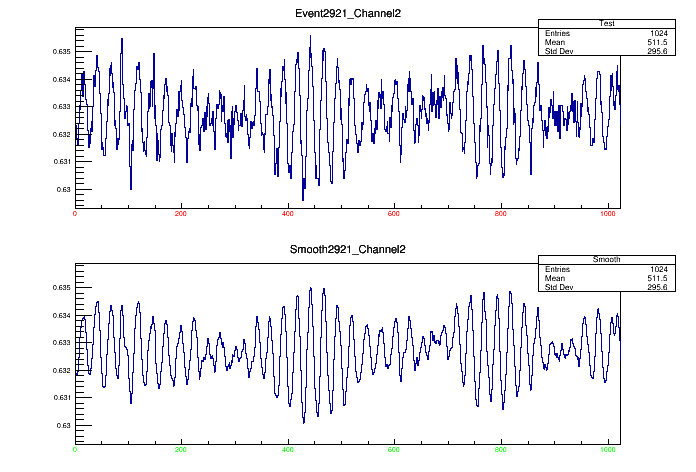 Event2921_Channel2
Test
Entries 1024
Mean 511.5
Std Dev 295.6
0.635
0.634
0.633
0.632
0.631
0.63
0 200 400 600 800 1000
Smooth2921_Channel2
Smooth
Entries 1024
Mean 511.5
Std Dev 295.6
0.635
0.634
0.633
0.632
0.631
0.63
0 200 400 600 800 1000